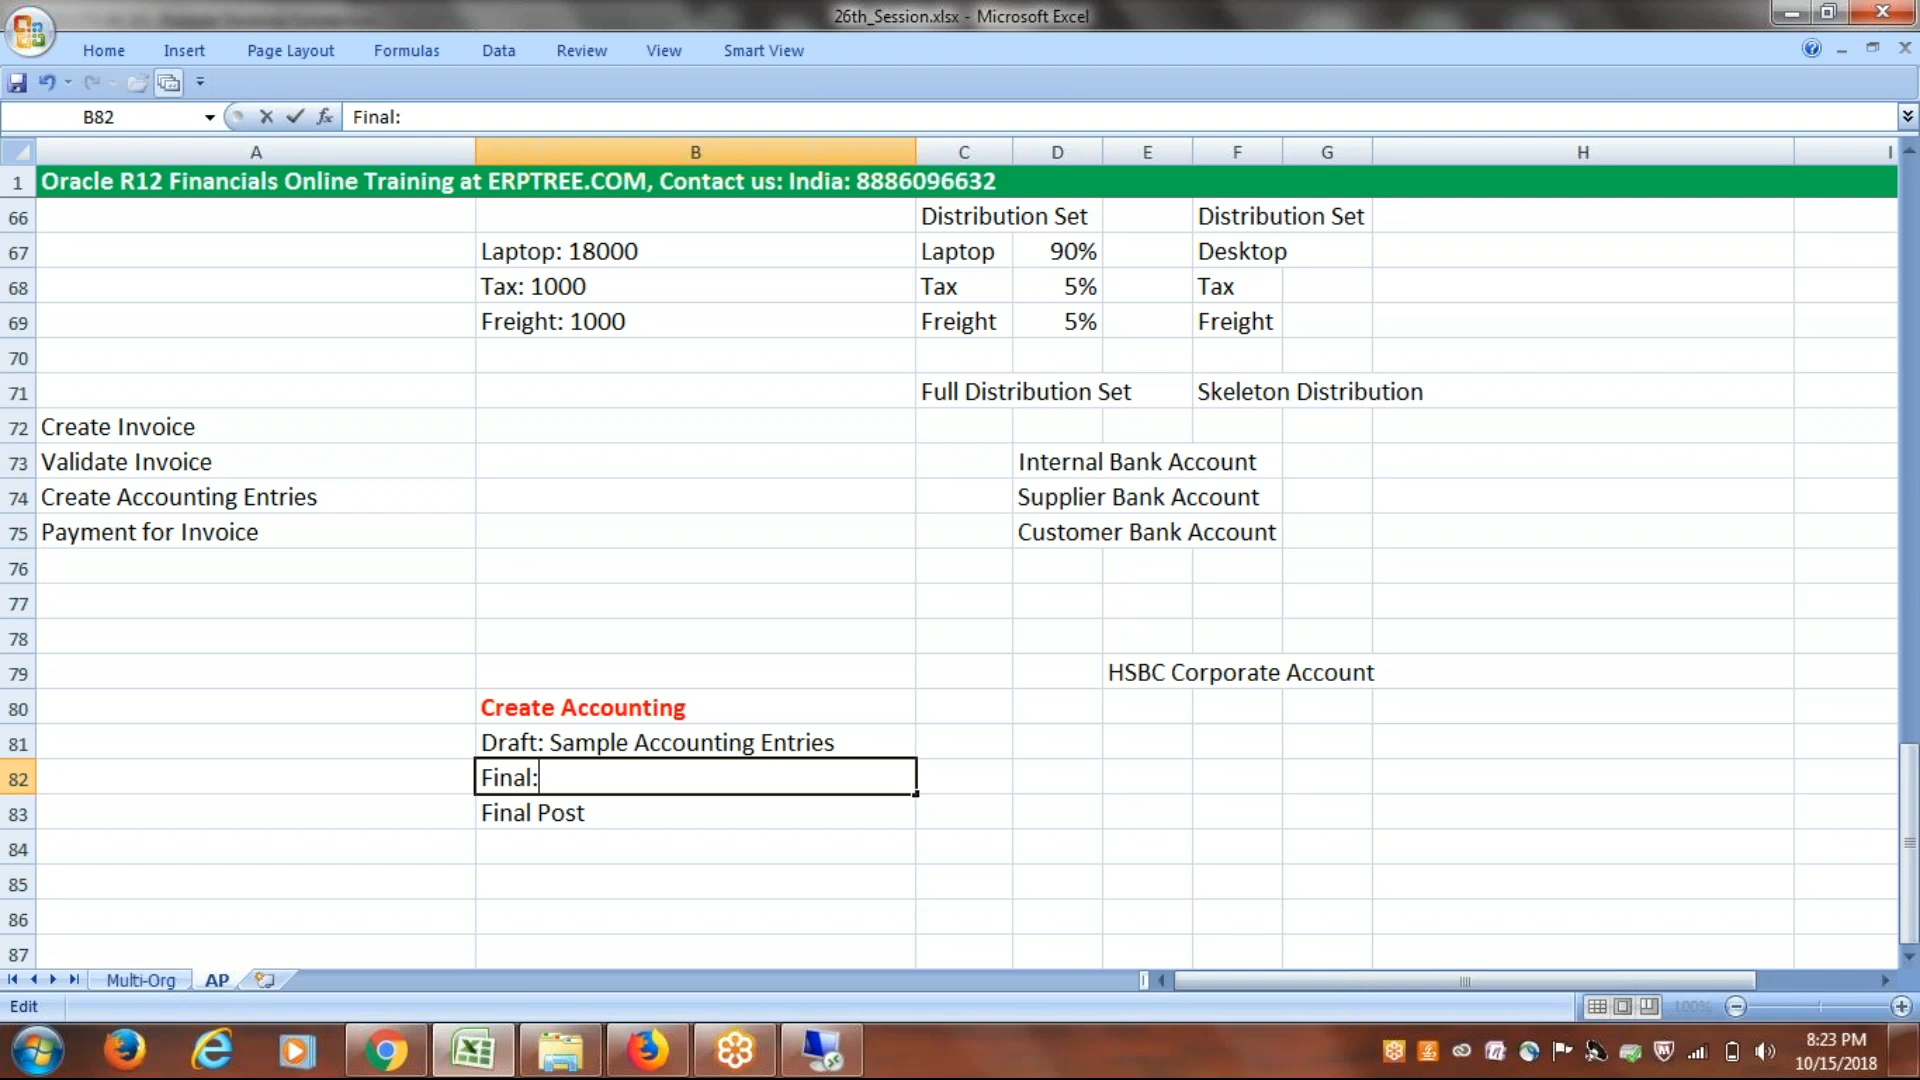 26th_Session.xlsx - Microsoft Excel
Home Insert Page Layout Formulas Data Review View Smart View
B82 fx Final:
A B C D E F G H I
1 Oracle R12 Financials Online Training at ERPTREE.COM, Contact us: India: 8886096632
66 Distribution Set Distribution Set
67 Laptop: 18000 Laptop 90% Desktop
68 Tax: 1000 Tax 5% Tax
69 Freight: 1000 Freight 5% Freight
70
71 Full Distribution Set Skeleton Distribution
72 Create Invoice
73 Validate Invoice Internal Bank Account
74 Create Accounting Entries Supplier Bank Account
75 Payment for Invoice Customer Bank Account
76
77
78
79 HSBC Corporate Account
80 Create Accounting
81 Draft: Sample Accounting Entries
82 Final:
83 Final Post
84
85
86
87
Multi-Org AP
Edit 100%
8:23 PM
10/15/2018